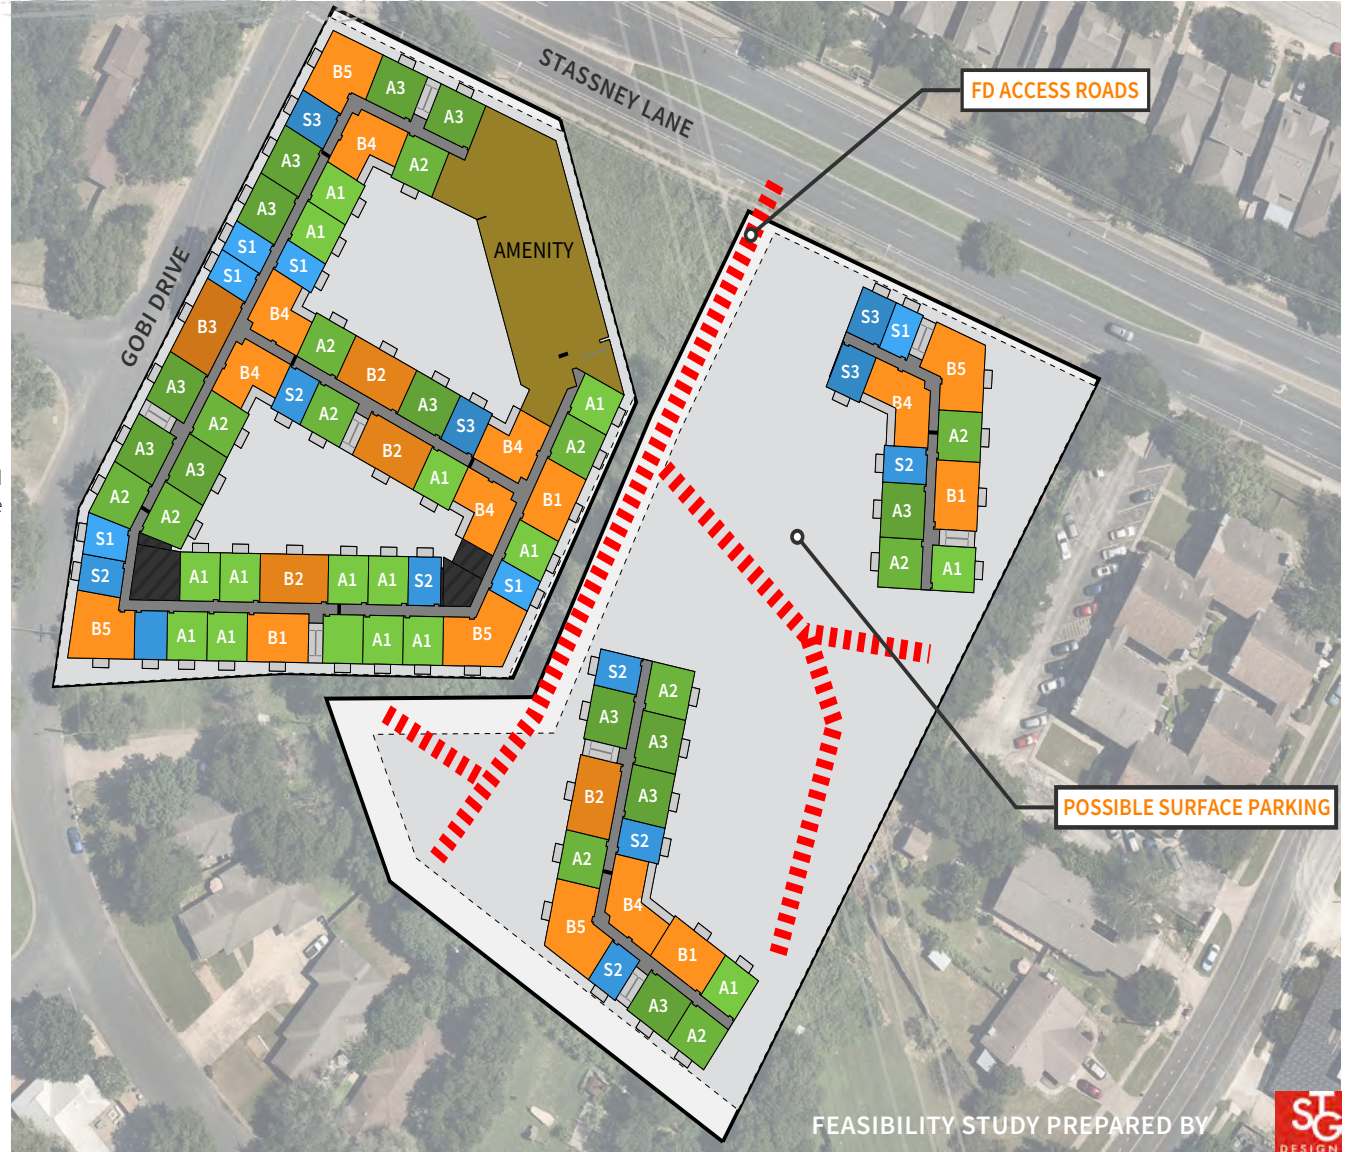 STASSNEY LANE
GOBI DRIVE
FD ACCESS ROADS
POSSIBLE SURFACE PARKING
AMENITY
B5
A3
A3
S3
B4
A2
A3
A1
A3
A1
S1
S1
S1
B3
B4
A2
B2
A3
S3
B4
A1
A2
B4
S2
A2
B2
A1
B4
B1
A1
S1
A3
A2
A3
A3
A2
A2
S1
S2
A1
A1
B2
A1
A1
S2
B5
A1
A1
B1
A1
A1
B5
S3
S1
B5
S3
B4
A2
S2
B1
A3
A2
A1
S2
A2
A3
A3
B2
A3
S2
A2
B4
B5
B1
S2
A1
A3
A2
FEASIBILITY STUDY PREPARED BY
STG
DESIGN